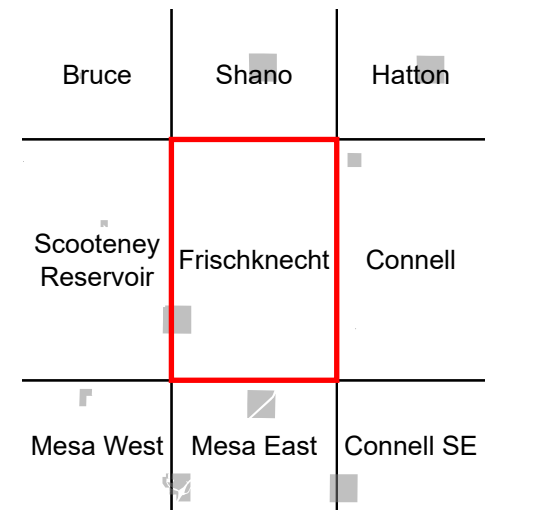 Bruce
Shano
Hatton
Scooteney
Reservoir
Frischknecht
Connell
Mesa West
Mesa East
Connell SE